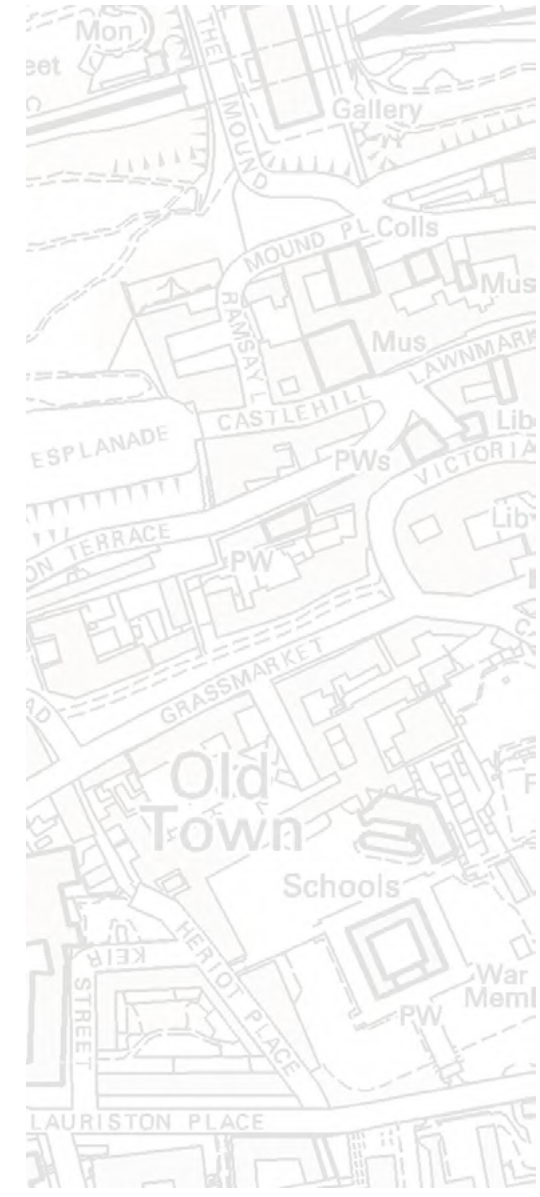 Mon
THE MOUND
Gallery
MOUND PL
Colls
Mus
RAMSAY L
Mus
LAWNMARK
CASTLEHILL
ESPLANADE
PWs
Lib
VICTORIA
Lib
TERRACE
PW
GRASSMARKET
Old
Town
Schools
KEIR
STREET
HERIOT PLACE
War
Meml
PW
LAURISTON PLACE